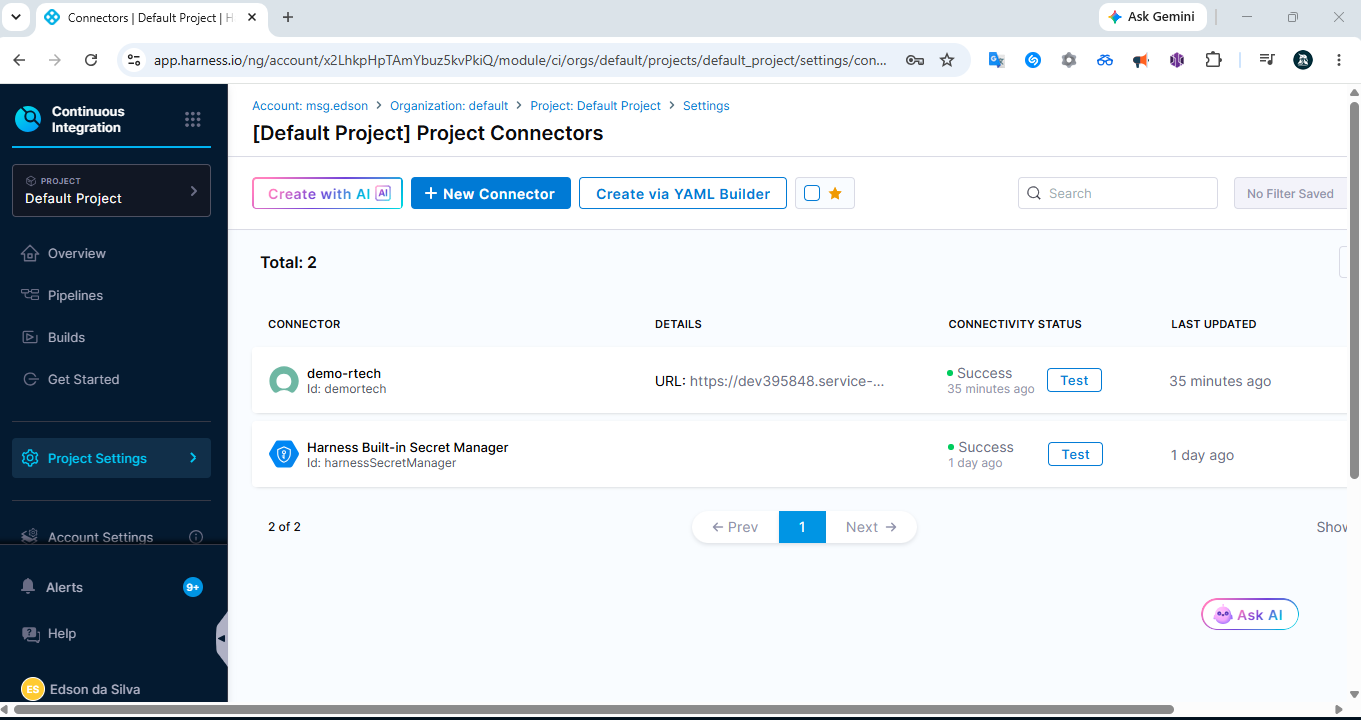 Connectors | Default Project | H
Ask Gemini
app.harness.io/ng/account/x2LhkpHpTAmYbuz5kvPkiQ/module/ci/orgs/default/projects/default_project/settings/con...
Continuous
Integration
PROJECT
Default Project
Overview
Pipelines
Builds
Get Started
Project Settings
Account Settings
Alerts
9+
Help
ES
Edson da Silva
Account: msg.edson > Organization: default > Project: Default Project > Settings
[Default Project] Project Connectors
Create with AI AI
+ New Connector
Create via YAML Builder
Search
No Filter Saved
Total: 2
CONNECTOR DETAILS CONNECTIVITY STATUS LAST UPDATED
demo-rtech
Id: demortech
URL: https://dev395848.service-...
Success
35 minutes ago
Test
35 minutes ago
Harness Built-in Secret Manager
Id: harnessSecretManager
Success
1 day ago
Test
1 day ago
2 of 2
← Prev
1
Next →
Show
Ask AI